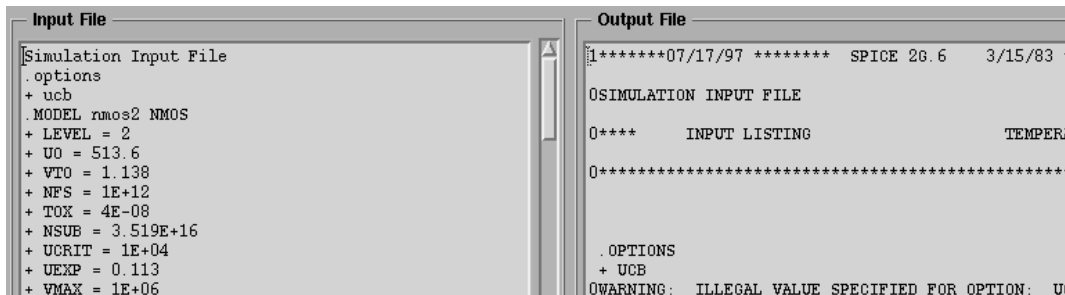 Input File
Simulation Input File
.options
+ ucb
.MODEL nmos2 NMOS
+ LEVEL = 2
+ UO = 513.6
+ VTO = 1.138
+ NFS = 1E+12
+ TOX = 4E-08
+ NSUB = 3.519E+16
+ UCRIT = 1E+04
+ UEXP = 0.113
+ VMAX = 1E+06
Output File
1*******07/17/97 ******** SPICE 2G.6 3/15/83
0SIMULATION INPUT FILE
0**** INPUT LISTING
0************************************************
.OPTIONS
+ UCB
0WARNING: ILLEGAL VALUE SPECIFIED FOR OPTION: